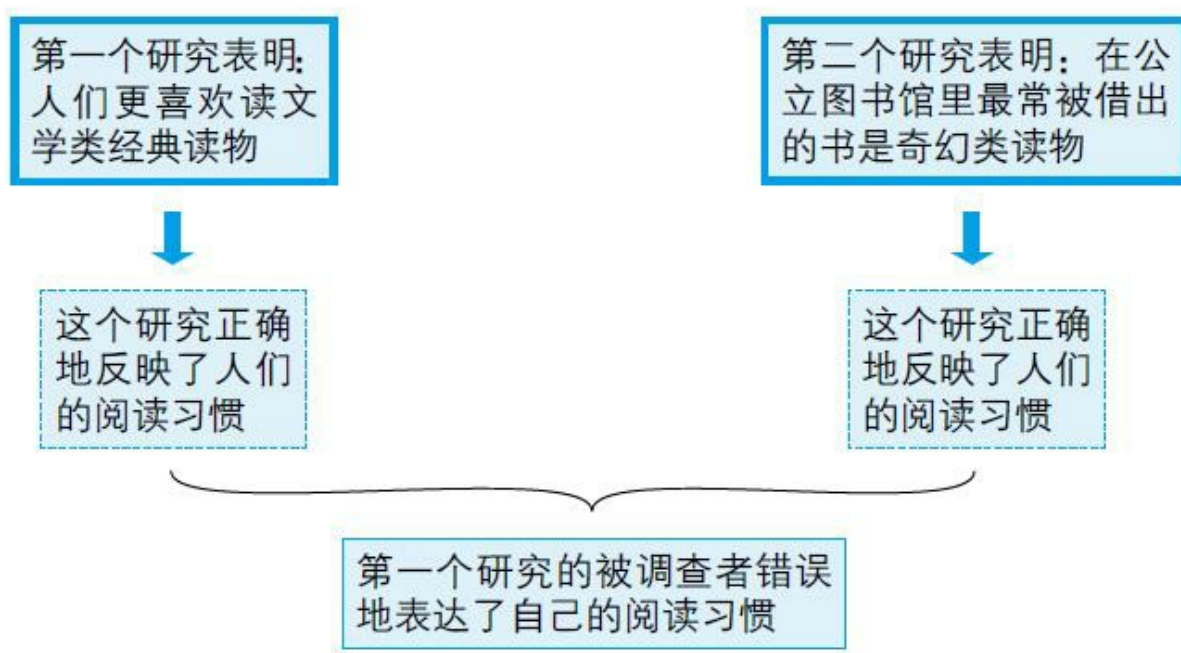 第一个研究表明:
人们更喜欢读文
学类经典读物
第二个研究表明：在公
立图书馆里最常被借出
的书是奇幻类读物
这个研究正确
地反映了人们
的阅读习惯
这个研究正确
地反映了人们
的阅读习惯
第一个研究的被调查者错误
地表达了自己的阅读习惯